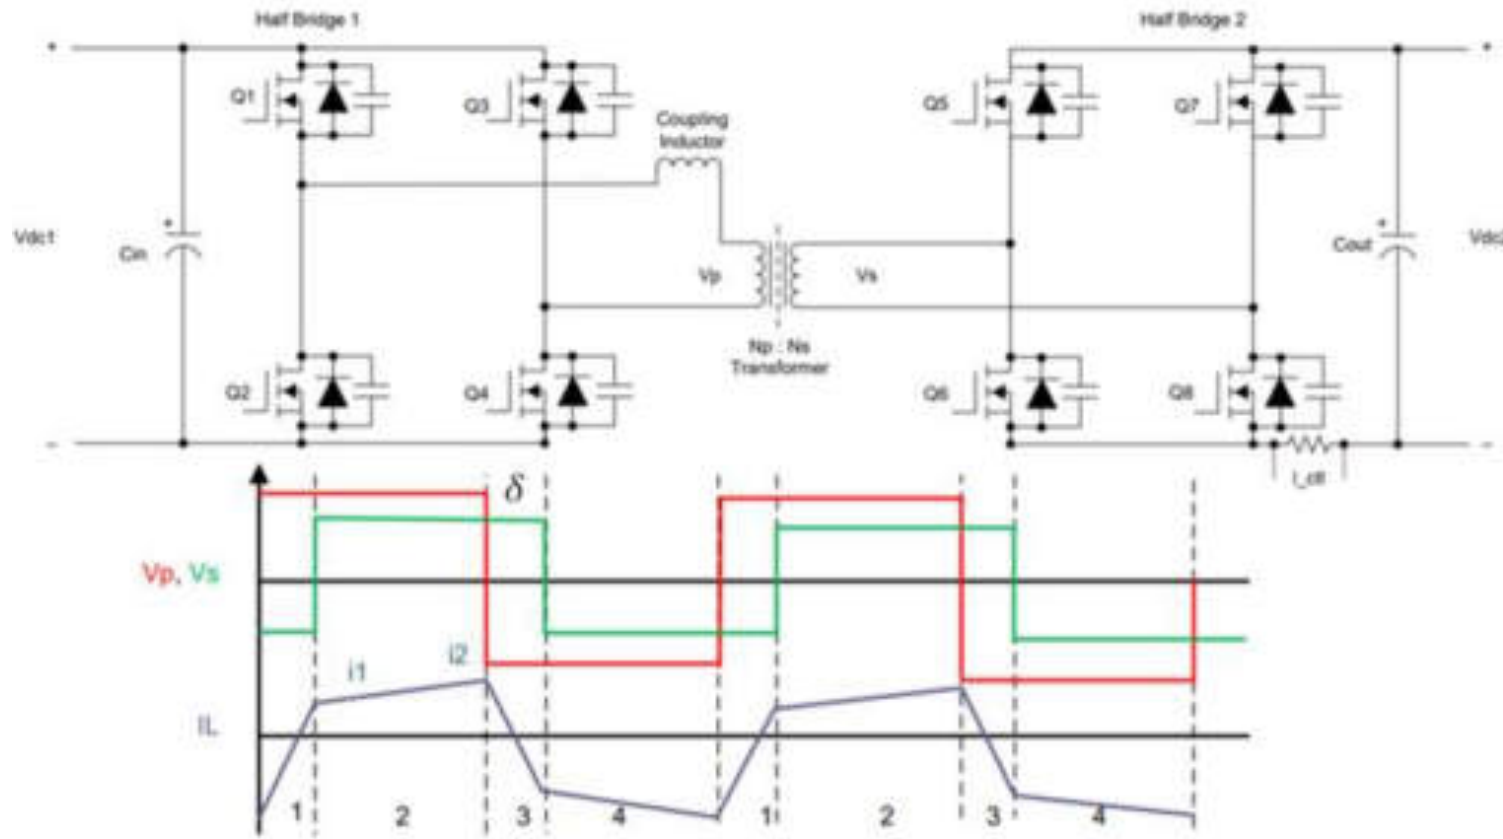 Half Bridge 1
Half Bridge 2
+
+
Q1
Q3
Q5
Q7
Coupling
Inductor
Vdc1
+
Cin
Vp
Vs
+
Cout
Np : Ns
Transformer
Q2
Q4
Q6
Q8
–
–
δ
Vp, Vs
i1
i2
IL
1
2
3
4
1
2
3
4